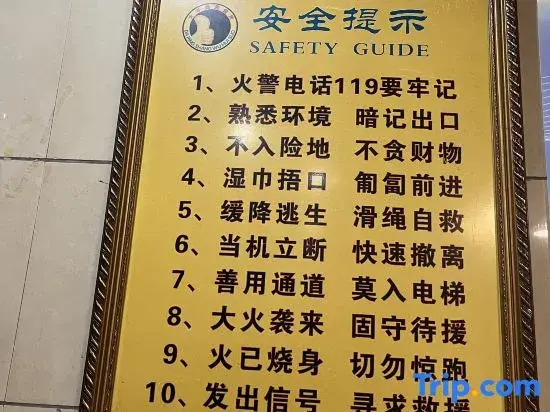 安全提示
SAFETY GUIDE
1、火警电话119要牢记
2、熟悉环境 暗记出口
3、不入险地 不贪财物
4、湿巾捂口 匍匐前进
5、缓降逃生 滑绳自救
6、当机立断 快速撤离
7、善用通道 莫入电梯
8、大火袭来 固守待援
9、火已烧身 切勿惊跑
10、发出信号 寻求救援
Trip.com